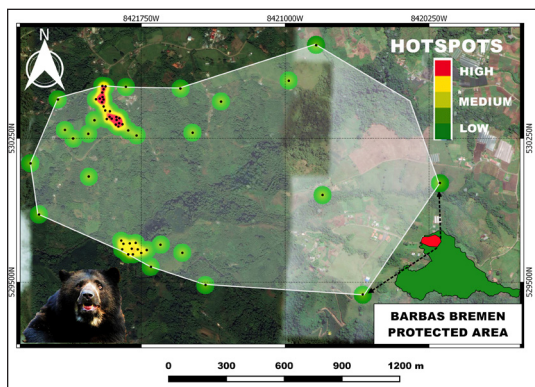 8421750W 8421000W 8420250W
N
HOTSPOTS
HIGH
MEDIUM
LOW
530250N 530250N
529500N 529500N
BARBAS BREMEN
PROTECTED AREA
0 300 600 900 1200 m